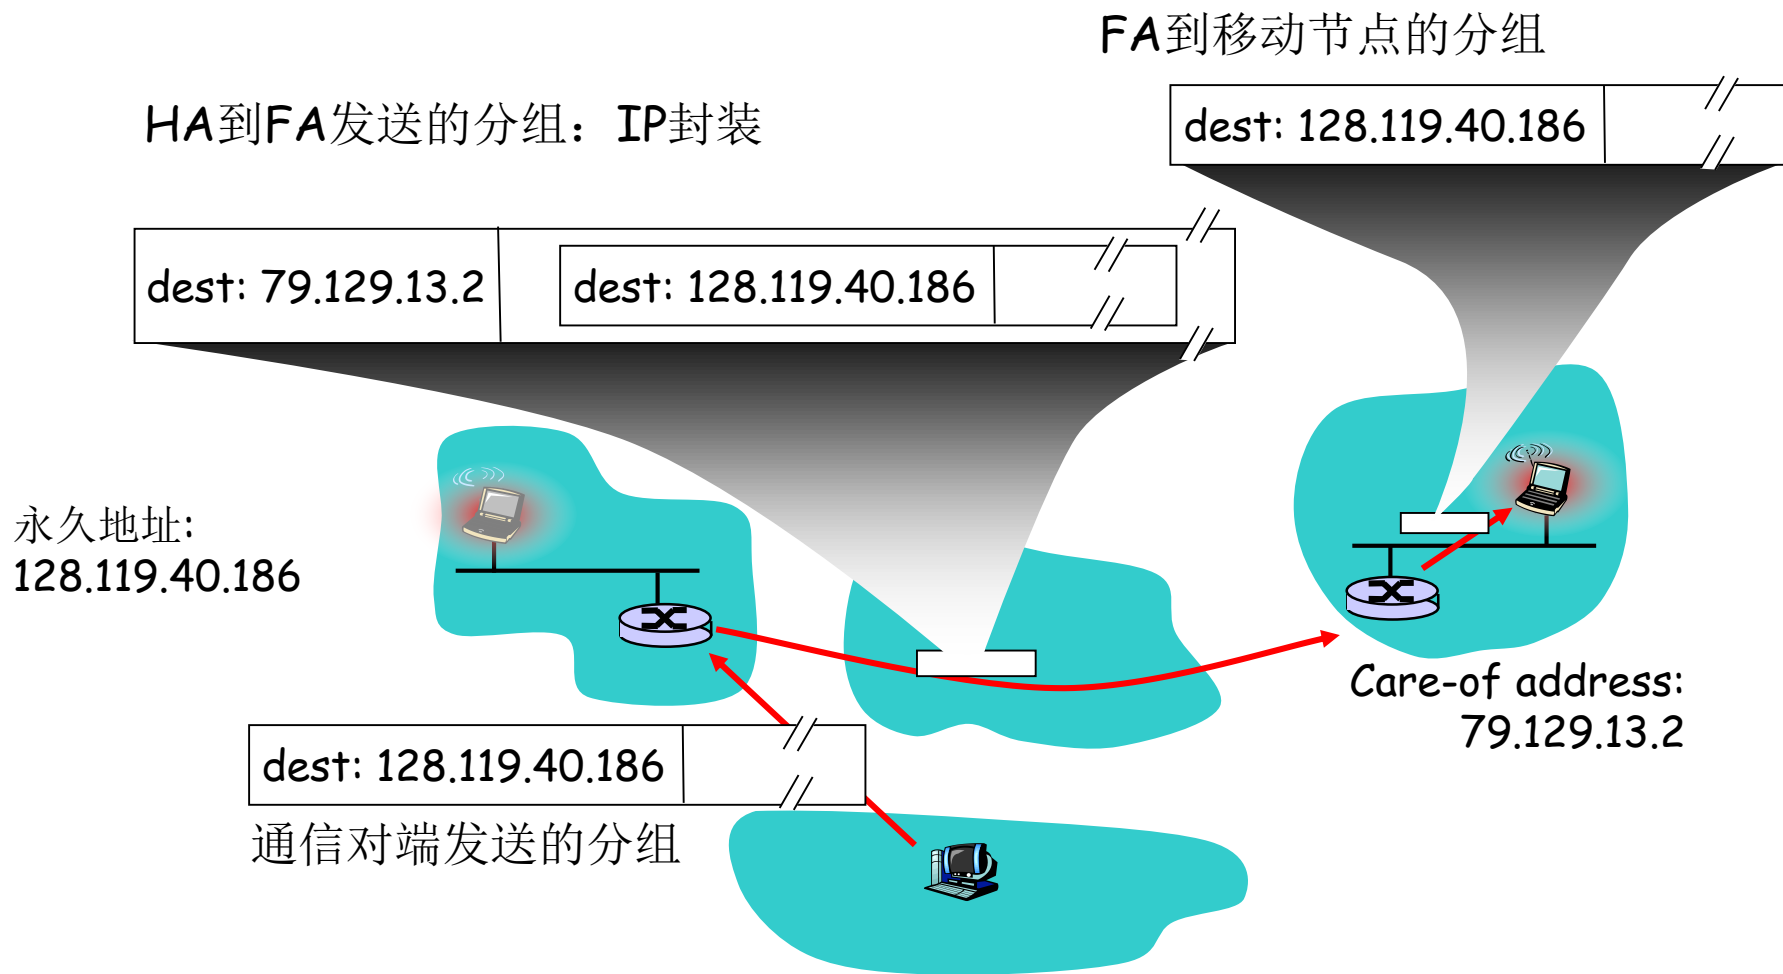 FA到移动节点的分组
dest: 128.119.40.186
HA到FA发送的分组：IP封装
dest: 79.129.13.2
dest: 128.119.40.186
永久地址:
128.119.40.186
Care-of address:
79.129.13.2
dest: 128.119.40.186
通信对端发送的分组